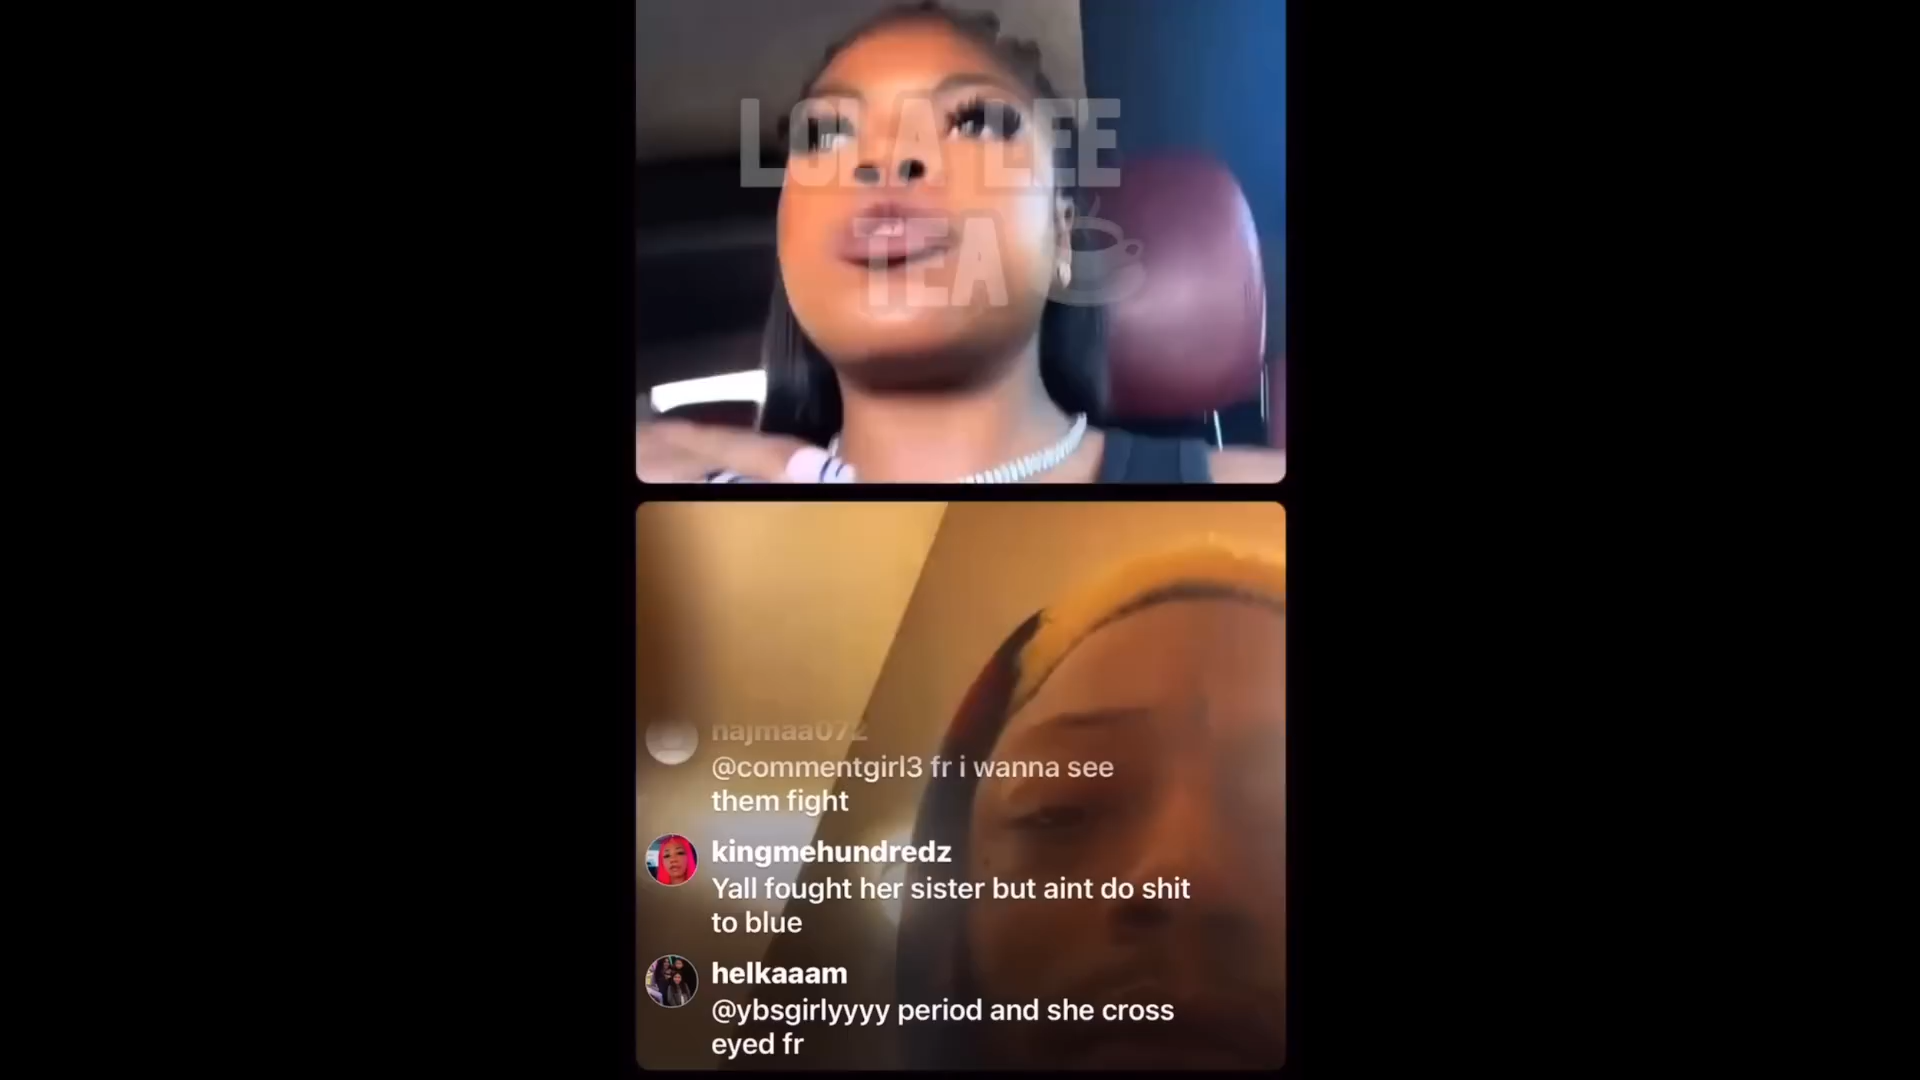 LOLA LEE
TEA
najmaa072
@commentgirl3 fr i wanna see
them fight
kingmehundredz
Yall fought her sister but aint do shit
to blue
helkaaam
@ybsgirlyyyy period and she cross
eyed fr